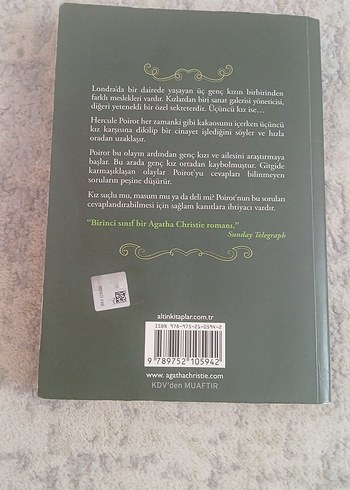 Londra'da bir dairede yaşayan üç genç kızın birbirinden
farklı meslekleri vardır. Kızlardan biri sanat galerisi yöneticisi,
diğeri yetenekli bir özel sekreterdir. Üçüncü kız ise...
Hercule Poirot her zamanki gibi kakaosunu içerken üçüncü
kız karşısına dikilip bir cinayet işlediğini söyler ve hızla
oradan uzaklaşır.
Poirot bu olayın ardından genç kızı ve ailesini araştırmaya
başlar. Bu arada genç kız ortadan kaybolmuştur. Gitgide
karmaşıklaşan olaylar Poirot'yu cevapları bilinmeyen
soruların peşine düşürür.
Kız suçlu mu, masum mu ya da deli mi? Poirot'nun bu soruları
cevaplandırabilmesi için sağlam kanıtlara ihtiyacı vardır.
"Birinci sınıf bir Agatha Christie romanı."
Sunday Telegraph
altinkitaplar.com.tr
ISBN 978-975-21-0594-2
9 789752 105942
www.agathachristie.com
KDV'den MUAFTIR